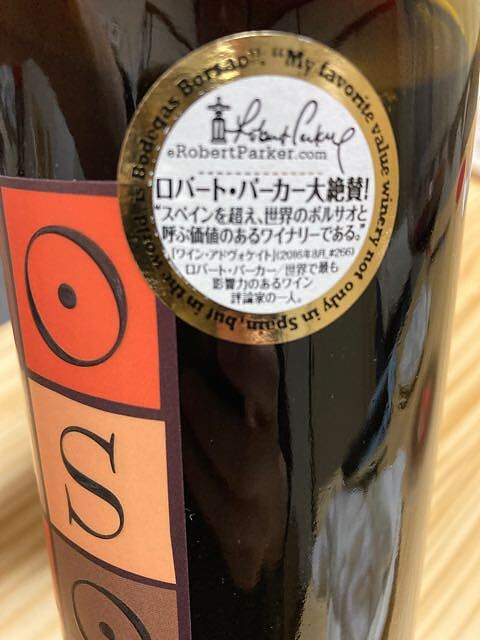 "My favorite value winery not only in Spain, but in the world is Bodegas Borsao".
Robert Parker
eRobertParker.com
ロバート・パーカー大絶賛!
"スペインを超え、世界のボルサオと
呼ぶ価値のあるワイナリーである。"
「ワイン・アドヴォケイト」(2016年8月_#266)
ロバート・パーカー/世界で最も
影響力のあるワイン
評論家の一人。
O
S
O